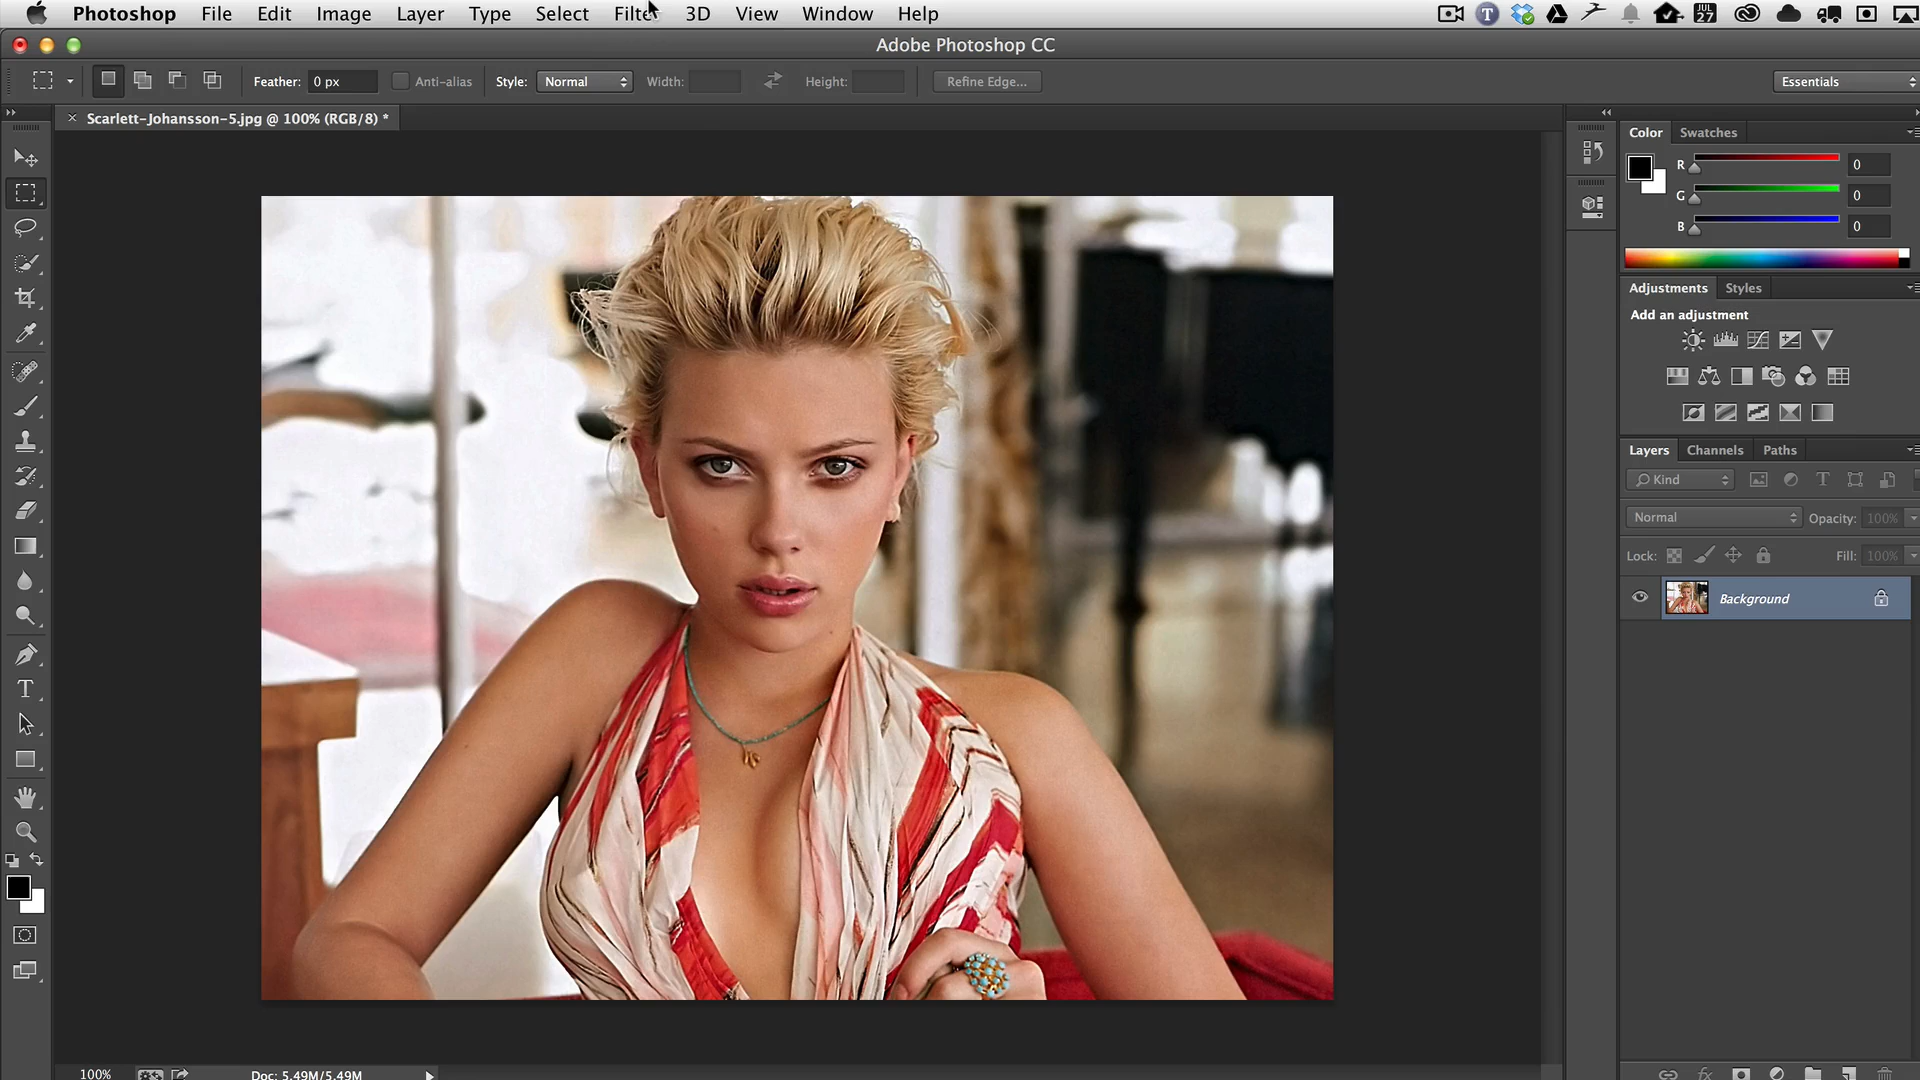 Photoshop File Edit Image Layer Type Select Filter 3D View Window Help JUL 27
Adobe Photoshop CC
Feather: 0 px Anti-alias Style: Normal Width: Height: Refine Edge... Essentials
Scarlett-Johansson-5.jpg @ 100% (RGB/8) *
Color Swatches
R 0
G 0
B 0
Adjustments Styles
Add an adjustment
Layers Channels Paths
Kind
Normal Opacity: 100%
Lock: Fill: 100%
Background
100% Doc: 5.49M/5.49M